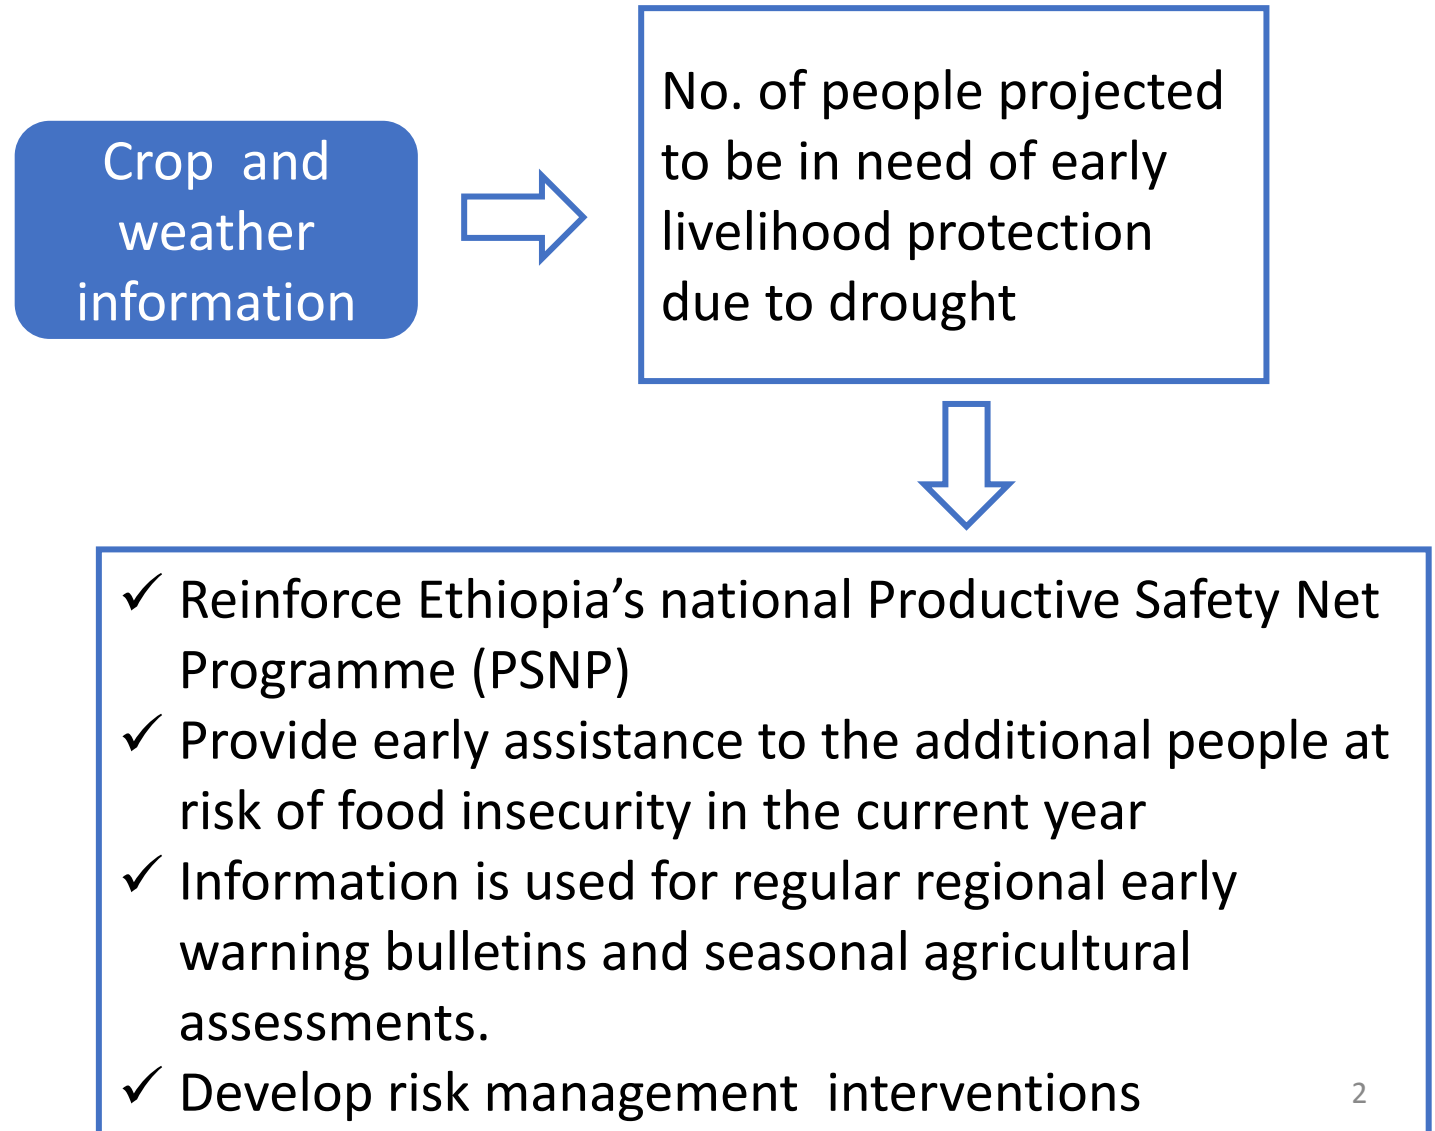 Crop  and
weather
information
No. of people projected
to be in need of early
livelihood protection
due to drought
✓ Reinforce Ethiopia’s national Productive Safety Net
Programme (PSNP)
✓ Provide early assistance to the additional people at
risk of food insecurity in the current year
✓ Information is used for regular regional early
warning bulletins and seasonal agricultural
assessments.
✓ Develop risk management  interventions
2